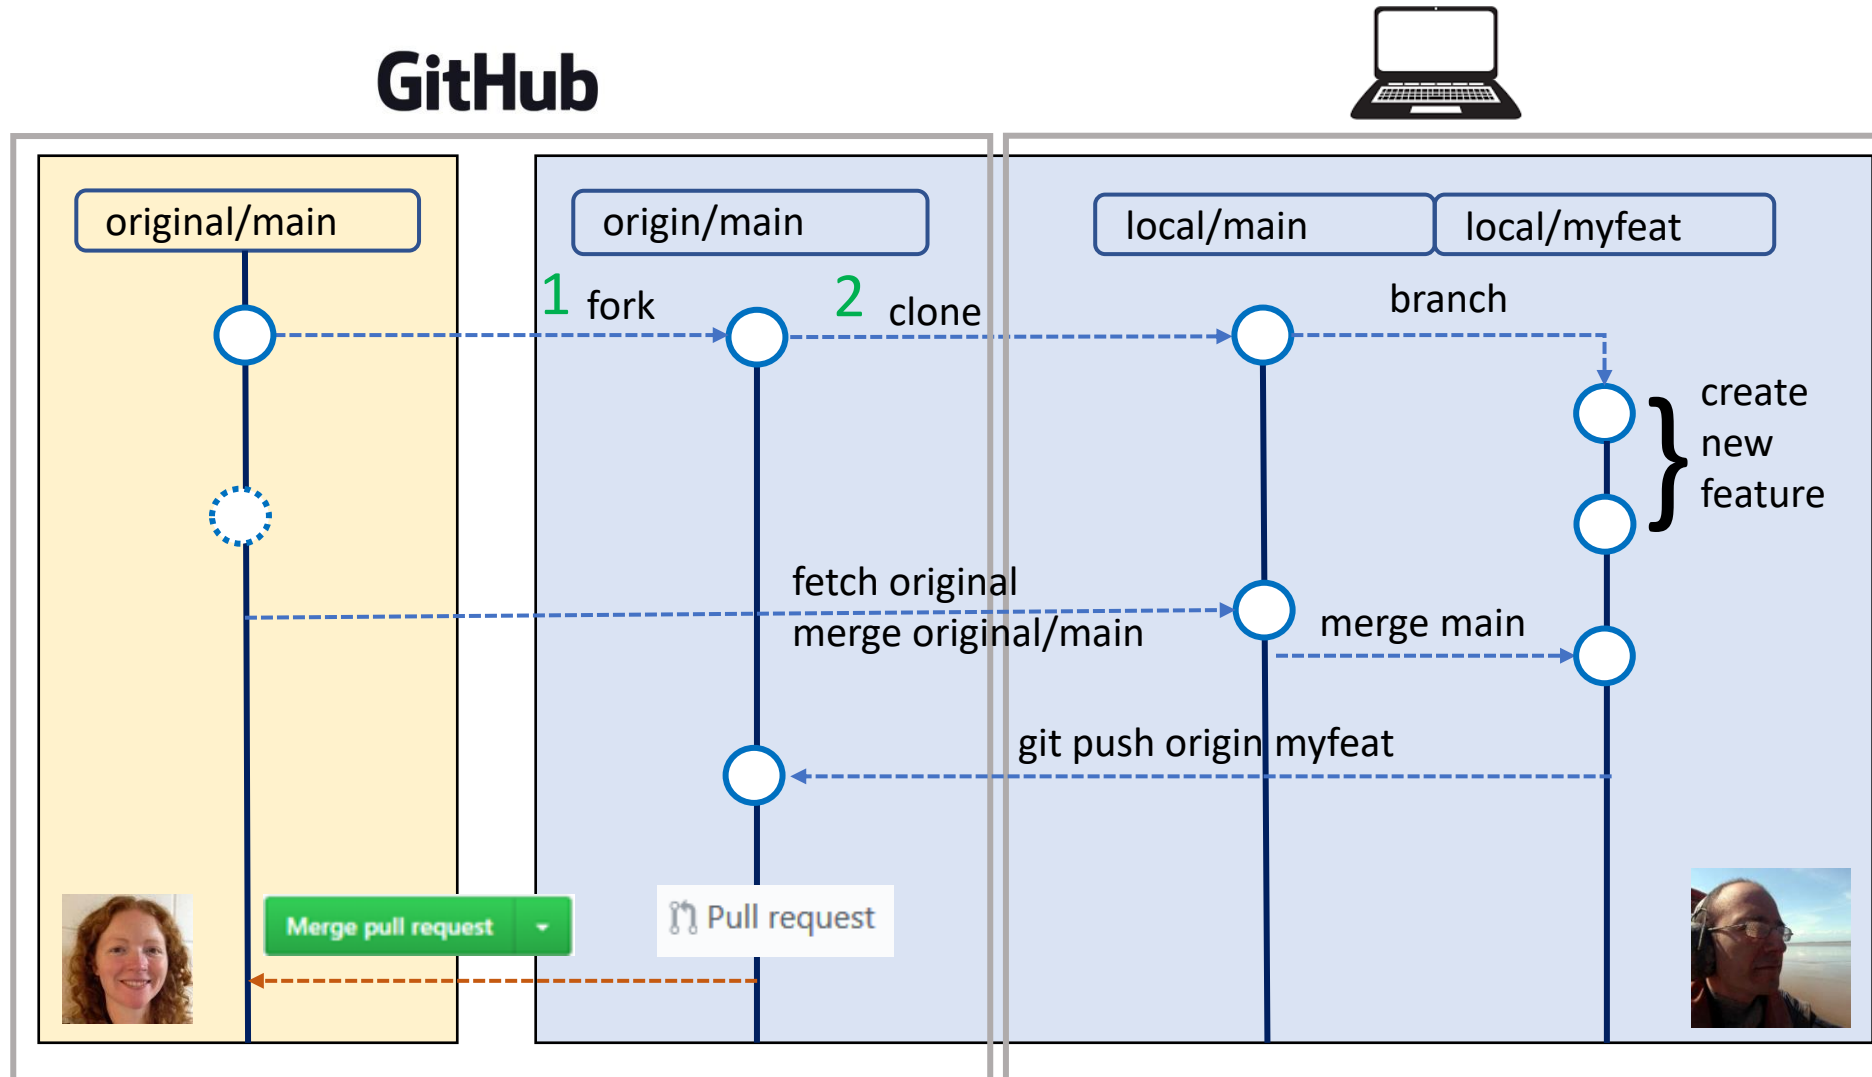 GitHub
original/main
origin/main
local/main
local/myfeat
1 fork
2 clone
branch
create
new
feature
fetch original
merge original/main
merge main
git push origin myfeat
Merge pull request
Pull request